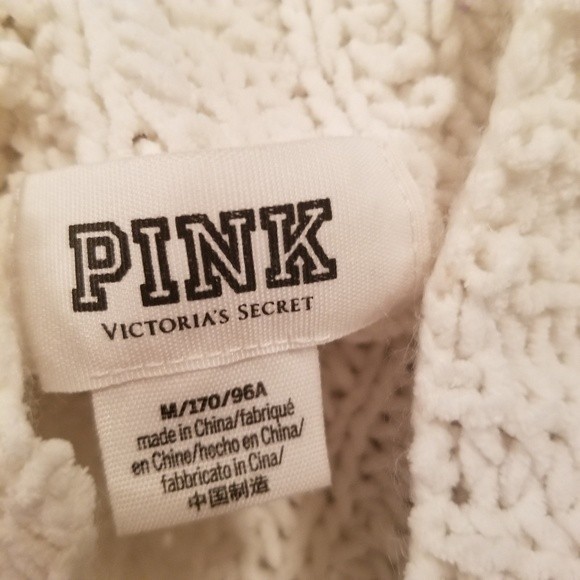 PINK
VICTORIA'S SECRET
M/170/96A
made in China/fabriqué
en Chine/hecho en China/
fabbricato in Cina/
中国制造